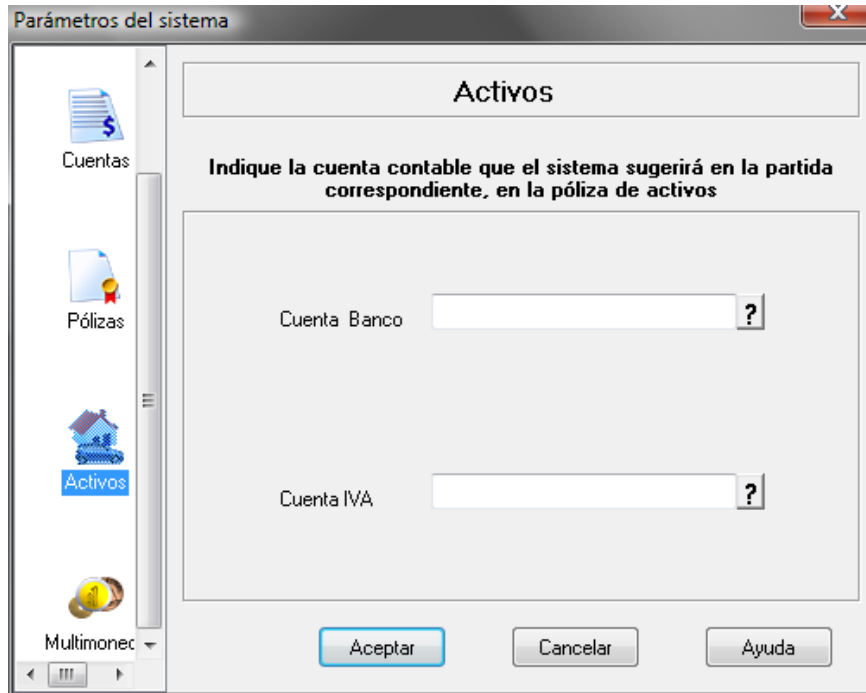 Parámetros del sistema
Cuentas
Pólizas
Activos
Multimonec
Activos
Indique la cuenta contable que el sistema sugerirá en la partida
correspondiente, en la póliza de activos
Cuenta Banco
?
Cuenta IVA
?
Aceptar
Cancelar
Ayuda